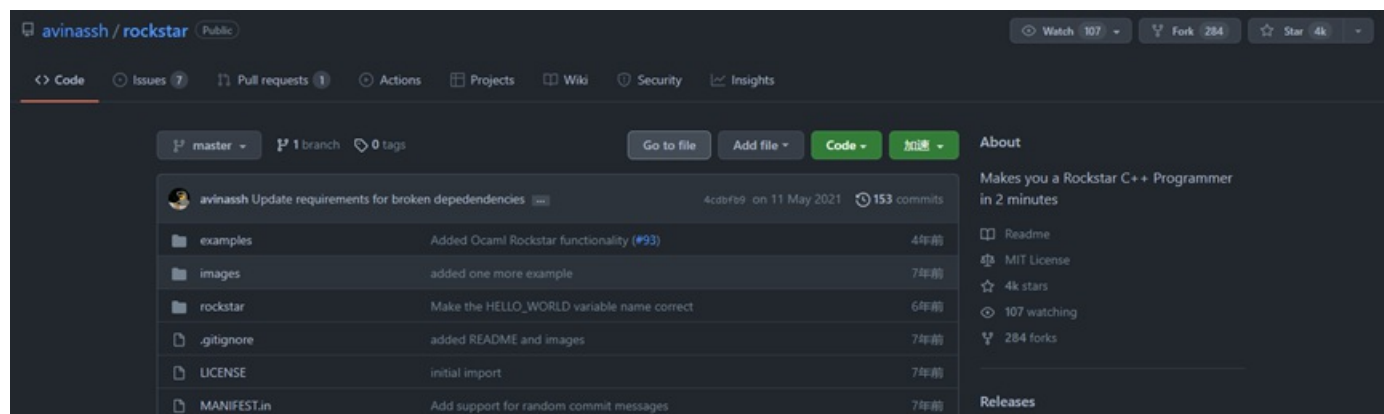 avinassh / rockstar Public
Watch 107 Fork 284 Star 4k
<> Code Issues 7 Pull requests 1 Actions Projects Wiki Security Insights
master 1 branch 0 tags Go to file Add file Code 加速
avinassh Update requirements for broken depedendencies ... 4cdbfb9 on 11 May 2021 153 commits
examples Added Ocaml Rockstar functionality (#93) 4年前
images added one more example 7年前
rockstar Make the HELLO_WORLD variable name correct 6年前
.gitignore added README and images 7年前
LICENSE initial import 7年前
MANIFEST.in Add support for random commit messages 7年前
About
Makes you a Rockstar C++ Programmer
in 2 minutes
Readme
MIT License
4k stars
107 watching
284 forks
Releases